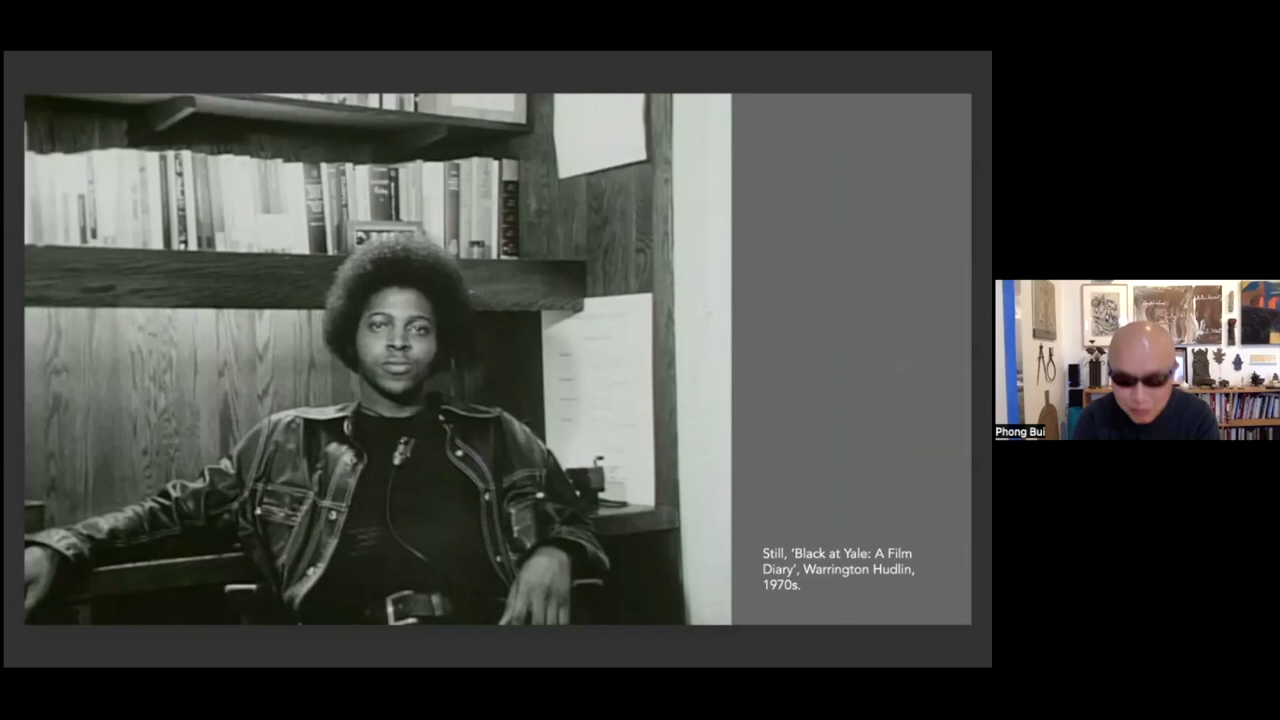 Still, ‘Black at Yale: A Film
Diary’, Warrington Hudlin,
1970s.
Phong Bui